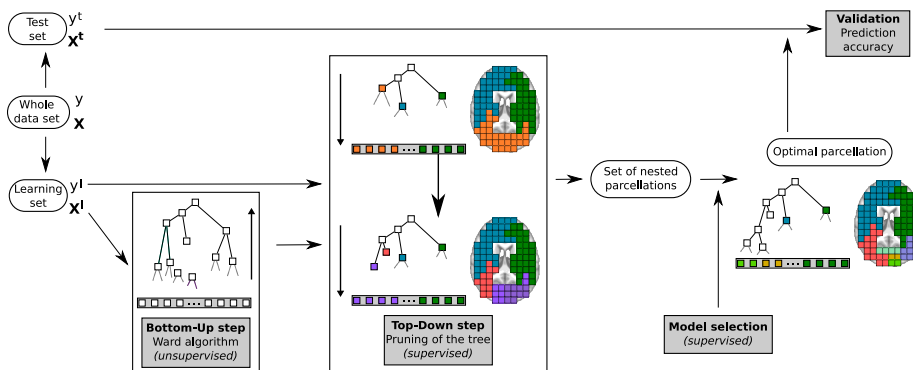 Test
set
y^t
X^t
Validation
Prediction
accuracy
Whole
data set
y
X
Optimal parcellation
Learning
set
y^l
X^l
Set of nested
parcellations
...
...
...
...
Bottom-Up step
Ward algorithm
(unsupervised)
Top-Down step
Pruning of the tree
(supervised)
Model selection
(supervised)